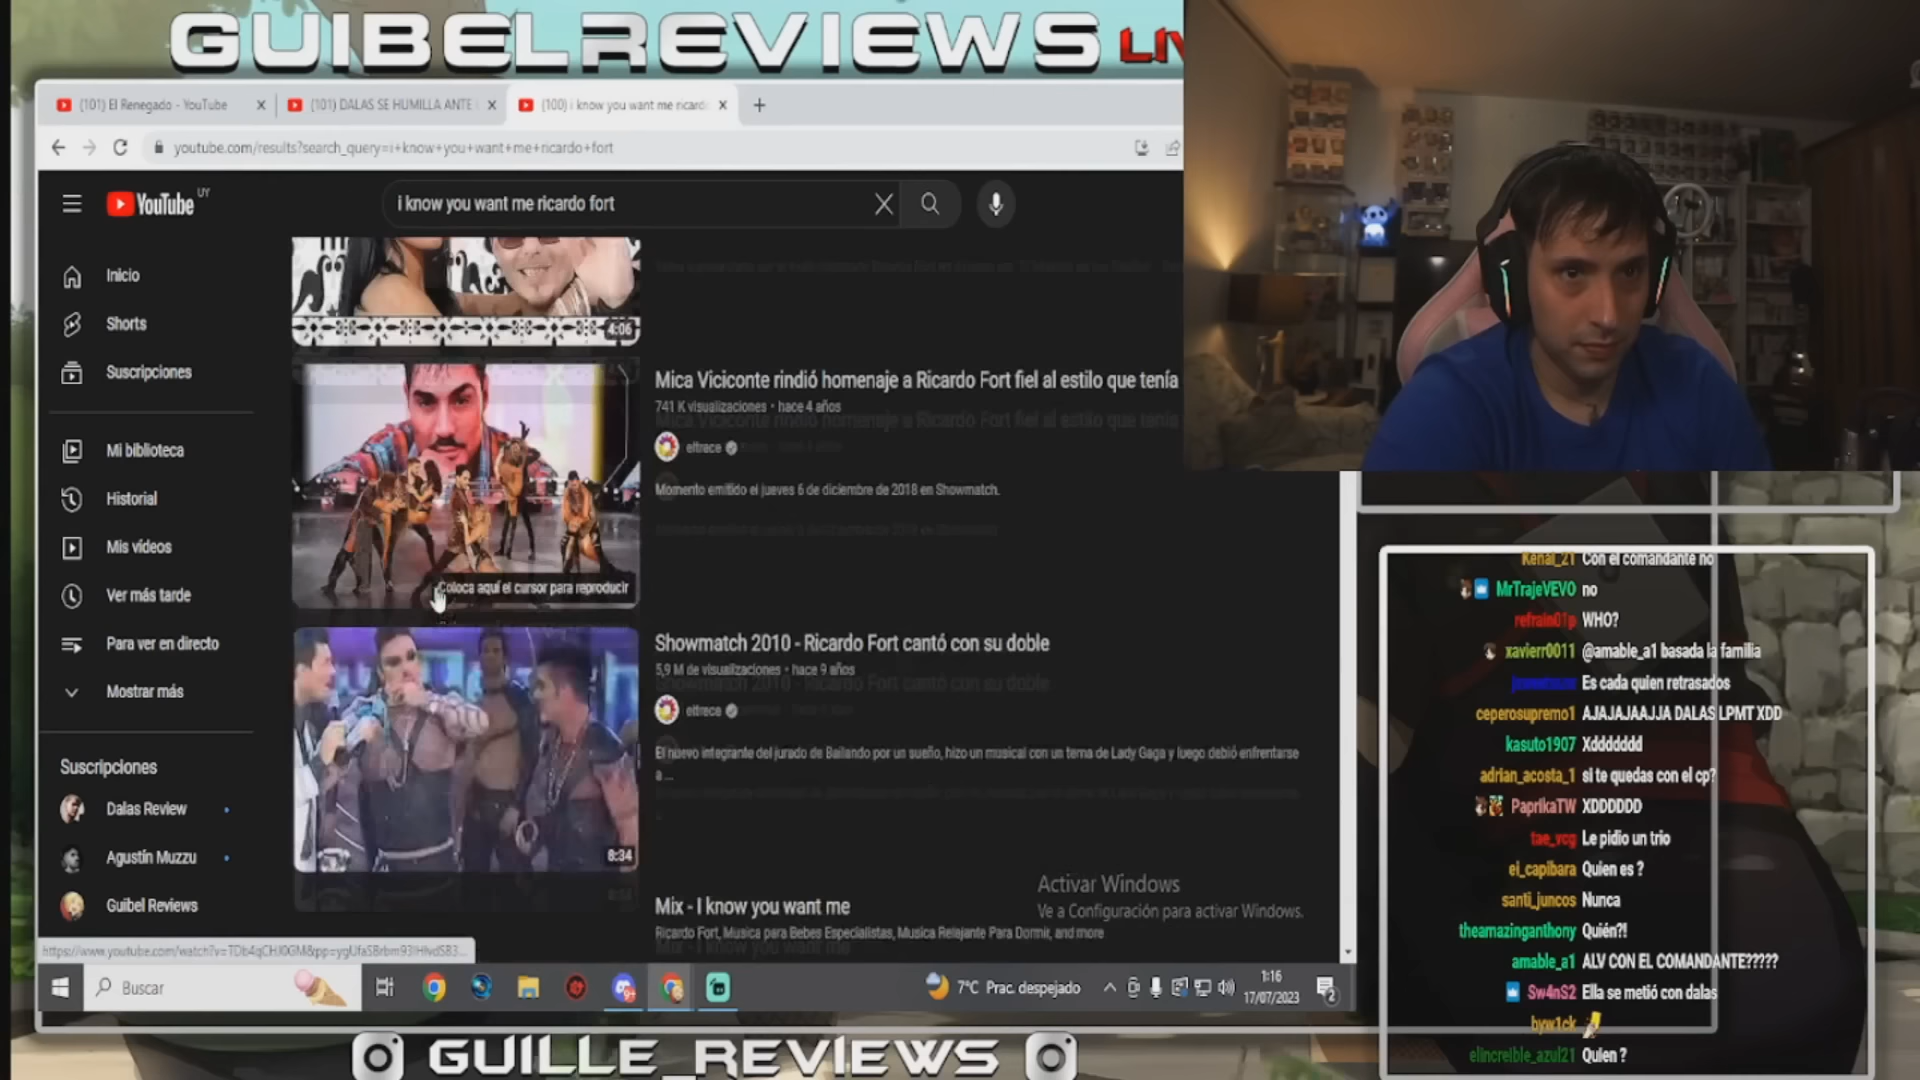 GUIBELREVIEWS LIV
(101) El Renegado - YouTube
(101) DALAS SE HUMILLA ANTE
(100) i know you want me ricard
youtube.com/results?search_query=i+know+you+want+me+ricardo+fort
YouTube UY
i know you want me ricardo fort
Inicio
Shorts
Suscripciones
Mi biblioteca
Historial
Mis vídeos
Ver más tarde
Para ver en directo
Mostrar más
Suscripciones
Dalas Review
Agustín Muzzu
Guibel Reviews
4:06
Mica Viciconte rindió homenaje a Ricardo Fort fiel al estilo que tenía
741 K visualizaciones • hace 4 años
eltrece
Momento emitido el jueves 6 de diciembre de 2018 en Showmatch.
Coloca aquí el cursor para reproducir
Showmatch 2010 - Ricardo Fort cantó con su doble
5,9 M de visualizaciones • hace 9 años
eltrece
El nuevo integrante del jurado de Bailando por un sueño, hizo un musical con un tema de Lady Gaga y luego debió enfrentarse
a ...
8:34
Mix - I know you want me
Ricardo Fort, Musica para Bebes Especialistas, Musica Relajante Para Dormir, and more
Activar Windows
Ve a Configuración para activar Windows.
Buscar
7°C Prac. despejado
1:16
17/07/2023
2
Kenai_21 Con el comandante no
MrTrajeVEVO no
refrain01p WHO?
xavierr0011 @amable_a1 basada la familia
Es cada quien retrasados
ceperosupremo1 AJAJAJAAJJA DALAS LPMT XDD
kasuto1907 Xddddddd
adrian_acosta_1 si te quedas con el cp?
PaprikaTW XDDDDDD
tae_vcg Le pidio un trio
ei_capibara Quien es ?
santi_juncos Nunca
theamazinganthony Quién?!
amable_a1 ALV CON EL COMANDANTE?????
Sw4nS2 Ella se metió con dalas
byw1ck
elincreible_azul21 Quien ?
GUILLE_REVIEWS